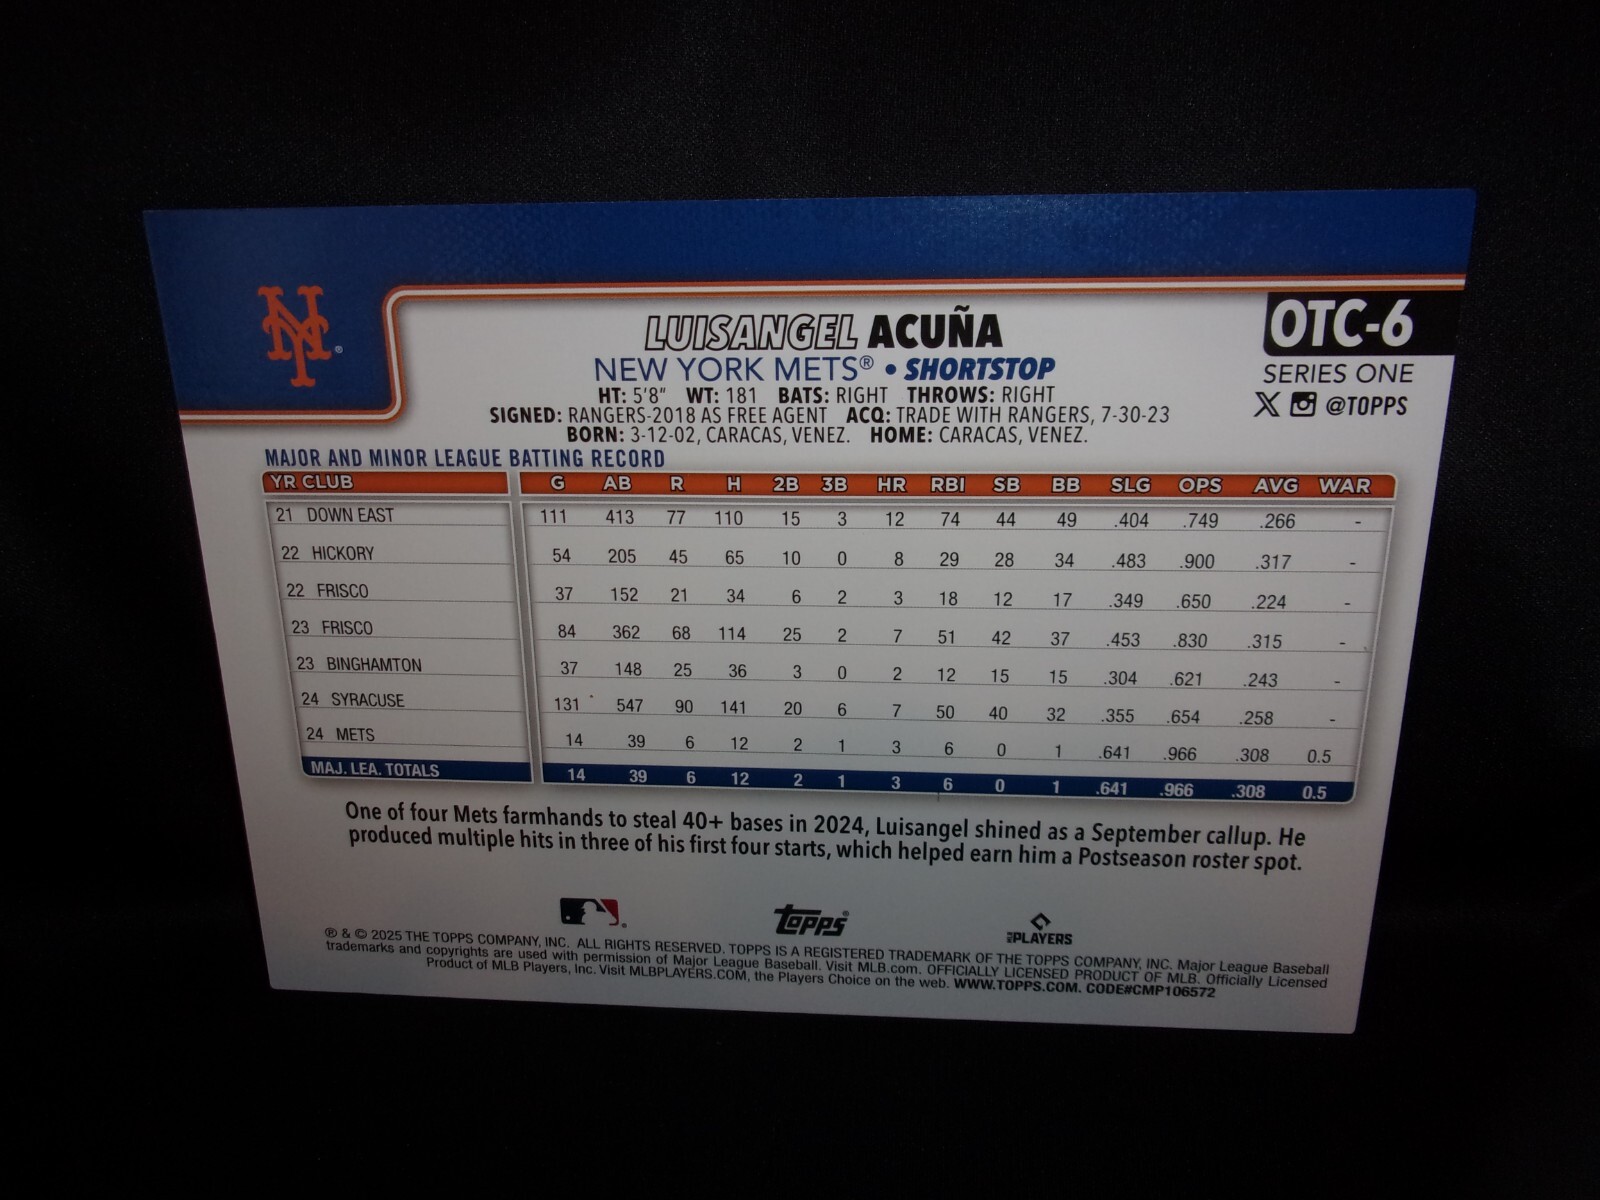 NY®
LUISANGEL ACUÑA
OTC-6
NEW YORK METS® • SHORTSTOP
SERIES ONE
@TOPPS
HT: 5'8" WT: 181 BATS: RIGHT THROWS: RIGHT
SIGNED: RANGERS-2018 AS FREE AGENT ACQ: TRADE WITH RANGERS, 7-30-23
BORN: 3-12-02, CARACAS, VENEZ. HOME: CARACAS, VENEZ.
MAJOR AND MINOR LEAGUE BATTING RECORD
YR CLUB G AB R H 2B 3B HR RBI SB BB SLG OPS AVG WAR
21 DOWN EAST 111 413 77 110 15 3 12 74 44 49 .404 .749 .266 -
22 HICKORY 54 205 45 65 10 0 8 29 28 34 .483 .900 .317 -
22 FRISCO 37 152 21 34 6 2 3 18 12 17 .349 .650 .224 -
23 FRISCO 84 362 68 114 25 2 7 51 42 37 .453 .830 .315 -
23 BINGHAMTON 37 148 25 36 3 0 2 12 15 15 .304 .621 .243 -
24 SYRACUSE 131 547 90 141 20 6 7 50 40 32 .355 .654 .258 -
24 METS 14 39 6 12 2 1 3 6 0 1 .641 .966 .308 0.5
MAJ. LEA. TOTALS 14 39 6 12 2 1 3 6 0 1 .641 .966 .308 0.5
One of four Mets farmhands to steal 40+ bases in 2024, Luisangel shined as a September callup. He
produced multiple hits in three of his first four starts, which helped earn him a Postseason roster spot.
Topps®
MLB PLAYERS
® & © 2025 THE TOPPS COMPANY, INC. ALL RIGHTS RESERVED. TOPPS IS A REGISTERED TRADEMARK OF THE TOPPS COMPANY, INC. Major League Baseball
trademarks and copyrights are used with permission of Major League Baseball. Visit MLB.com. OFFICIALLY LICENSED PRODUCT OF MLB. Officially Licensed
Product of MLB Players, Inc. Visit MLBPLAYERS.COM, the Players Choice on the web. WWW.TOPPS.COM. CODE#CMP106572